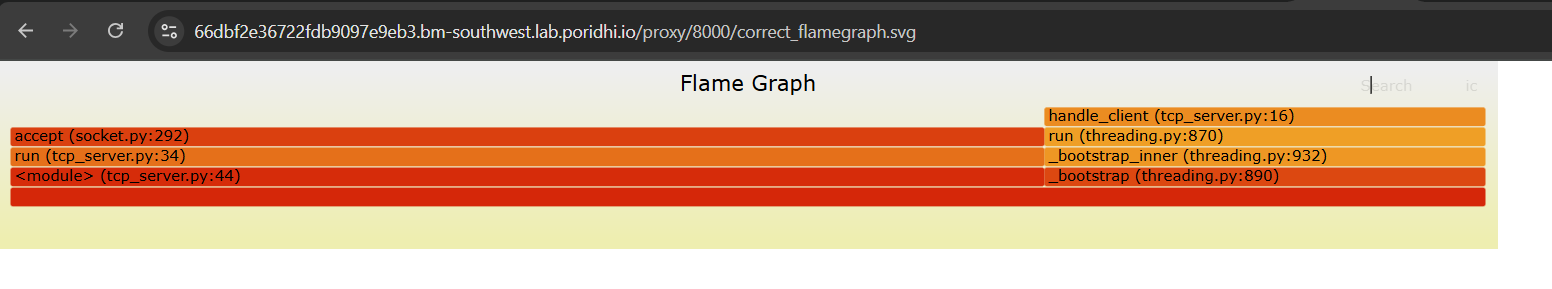 66dbf2e36722fdb9097e9eb3.bm-southwest.lab.poridhi.io/proxy/8000/correct_flamegraph.svg
Flame Graph
Search
ic
handle_client (tcp_server.py:16)
accept (socket.py:292)
run (threading.py:870)
run (tcp_server.py:34)
_bootstrap_inner (threading.py:932)
<module> (tcp_server.py:44)
_bootstrap (threading.py:890)